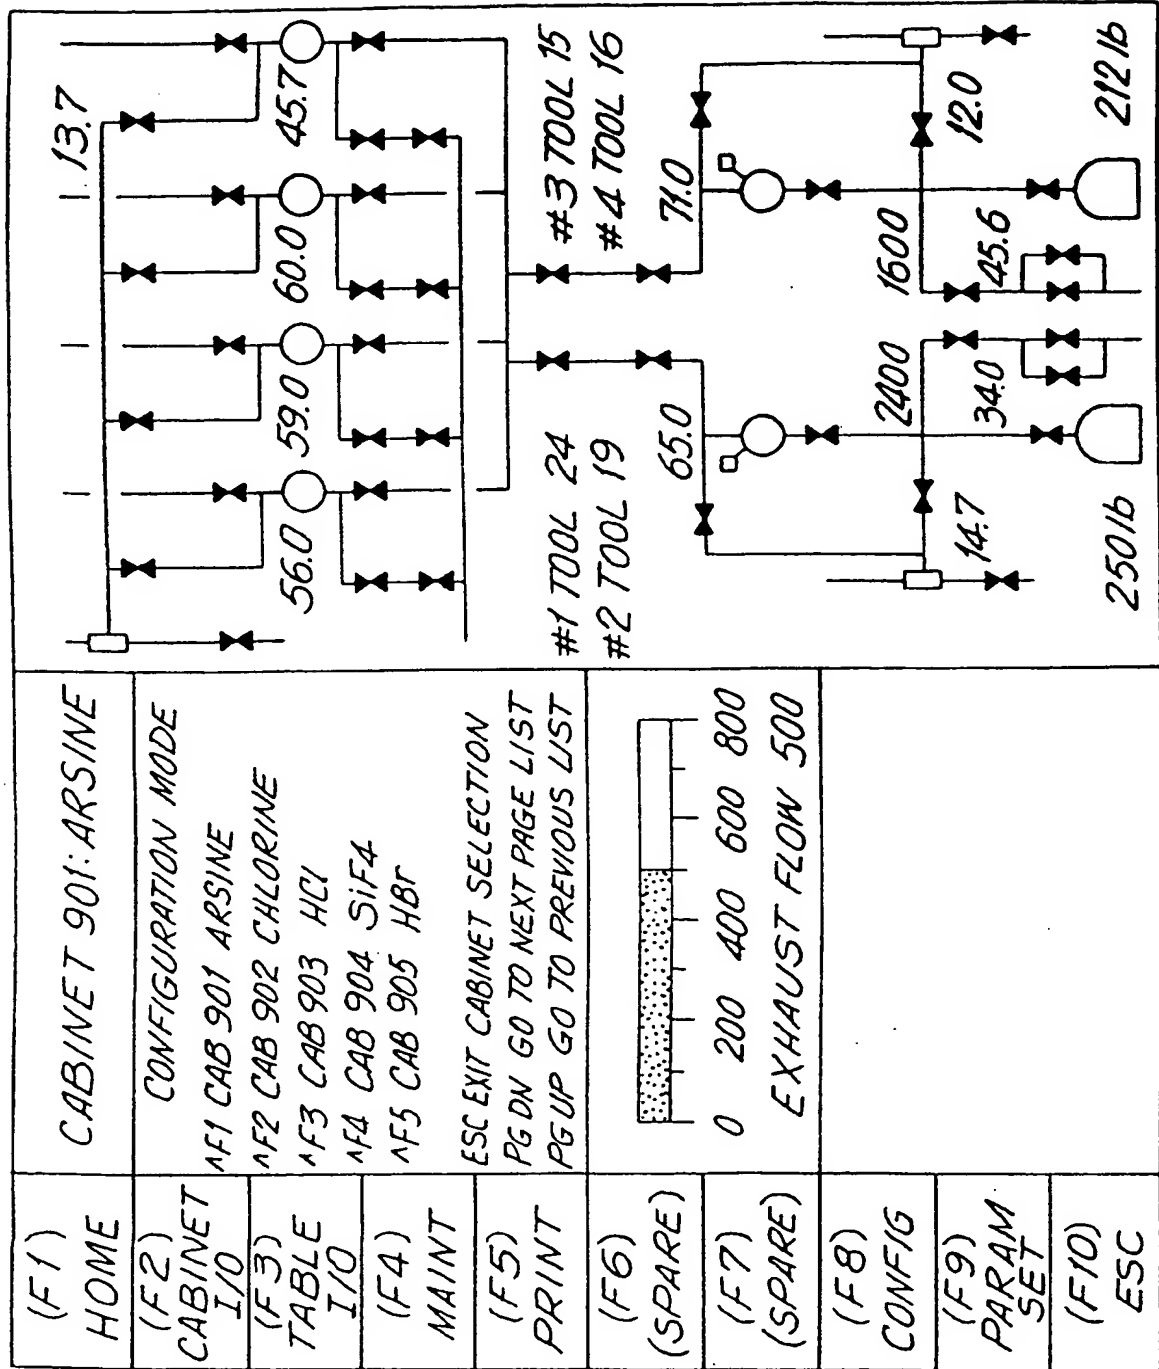 (F1)
HOME
(F2)
CABINET
I/O
(F3)
TABLE
I/O
(F4)
MAINT
(F5)
PRINT
(F6)
(SPARE)
(F7)
(SPARE)
(F8)
CONFIG
(F9)
PARAM
SET
(F10)
ESC
CABINET 901: ARSINE
CONFIGURATION MODE
^F1 CAB 901 ARSINE
^F2 CAB 902 CHLORINE
^F3 CAB 903 HCl
^F4 CAB 904 SiF4
^F5 CAB 905 HBr
ESC EXIT CABINET SELECTION
PG DN GO TO NEXT PAGE LIST
PG UP GO TO PREVIOUS LIST
0 200 400 600 800
EXHAUST FLOW 500
13.7
56.0 59.0 60.0 45.7
#1 TOOL 24 #3 TOOL 15
#2 TOOL 19 #4 TOOL 16
65.0 71.0
2400 1600
14.7 34.0 45.6 12.0
250 lb 212 lb